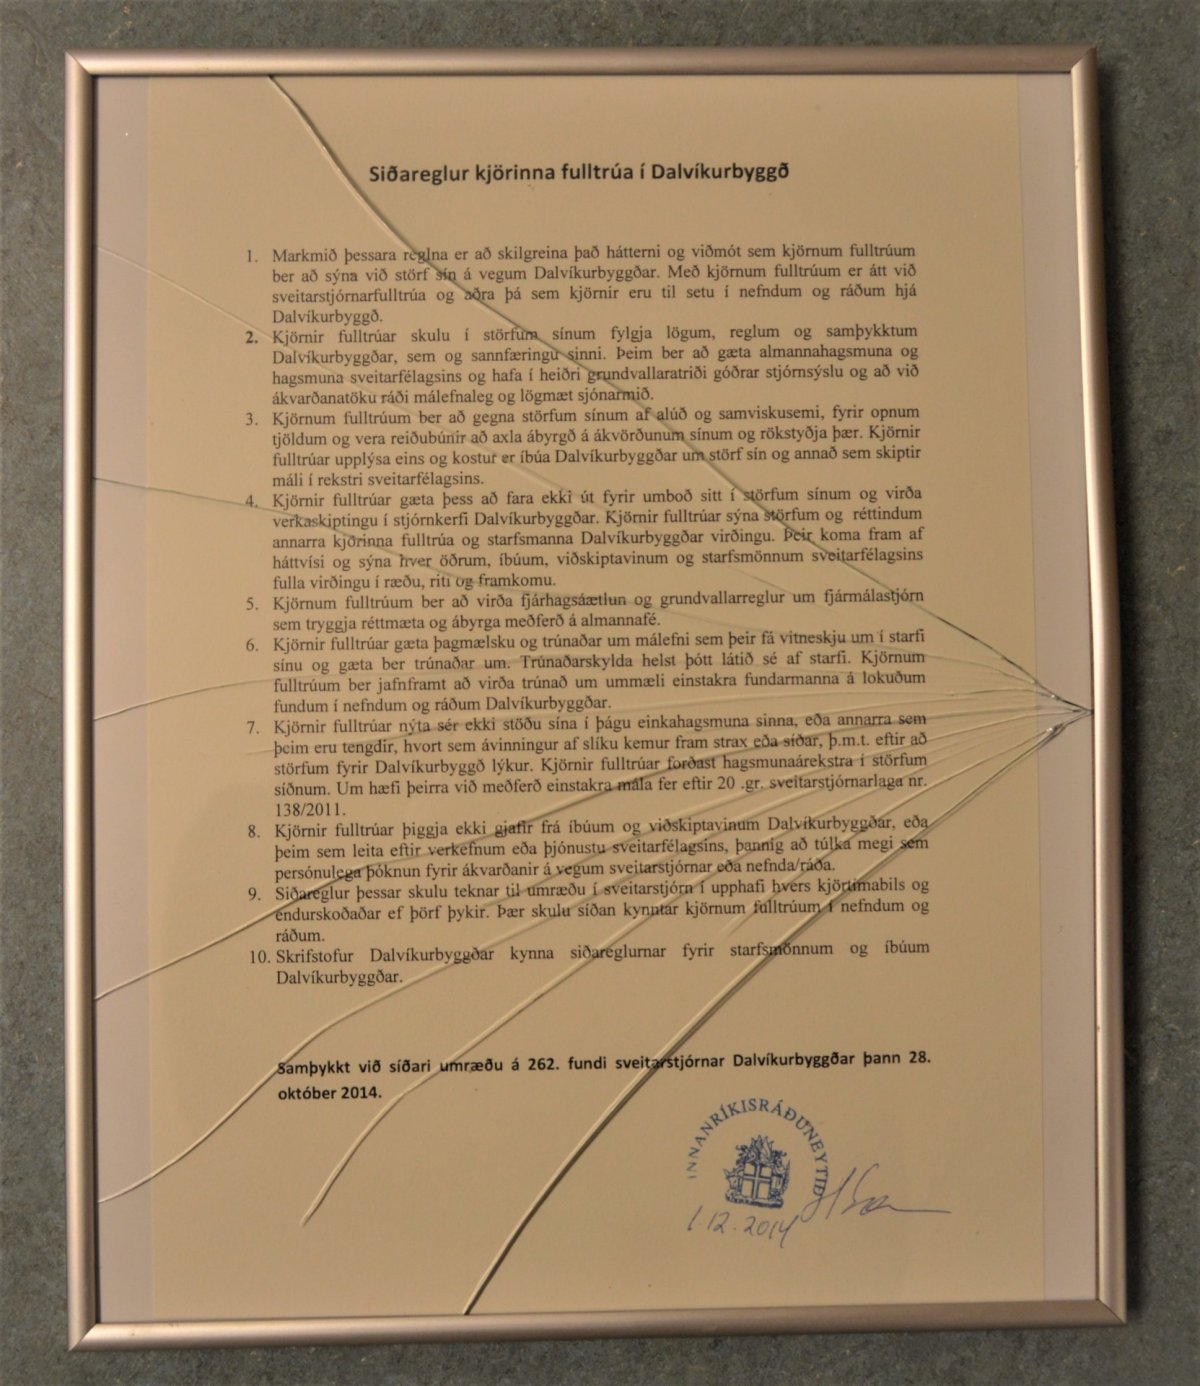 Siðareglur kjörinna fulltrúa í Dalvíkurbyggð
1. Markmið þessara reglna er að skilgreina það hátterni og viðmót sem kjörnum fulltrúum
ber að sýna við störf sín á vegum Dalvíkurbyggðar. Með kjörnum fulltrúum er átt við
sveitarstjórnarfulltrúa og aðra þá sem kjörnir eru til setu í nefndum og ráðum hjá
Dalvíkurbyggð.
2. Kjörnir fulltrúar skulu í störfum sínum fylgja lögum, reglum og samþykktum
Dalvíkurbyggðar, sem og sannfæringu sinni. Þeim ber að gæta almannahagsmuna og
hagsmuna sveitarfélagsins og hafa í heiðri grundvallaratriði góðrar stjórnsýslu og að við
ákvarðanatöku ráði málefnaleg og lögmæt sjónarmið.
3. Kjörnum fulltrúum ber að gegna störfum sínum af alúð og samviskusemi, fyrir opnum
tjöldum og vera reiðubúnir að axla ábyrgð á ákvörðunum sínum og rökstyðja þær. Kjörnir
fulltrúar upplýsa eins og kostur er íbúa Dalvíkurbyggðar um störf sín og annað sem skiptir
máli í rekstri sveitarfélagsins.
4. Kjörnir fulltrúar gæta þess að fara ekki út fyrir umboð sitt í störfum sínum og virða
verkaskiptingu í stjórnkerfi Dalvíkurbyggðar. Kjörnir fulltrúar sýna störfum og réttindum
annarra kjörinna fulltrúa og starfsmanna Dalvíkurbyggðar virðingu. Þeir koma fram af
háttvísi og sýna hver öðrum, íbúum, viðskiptavinum og starfsmönnum sveitarfélagsins
fulla virðingu í ræðu, riti og framkomu.
5. Kjörnum fulltrúum ber að virða fjárhagsáætlun og grundvallarreglur um fjármálastjórn
sem tryggja réttmæta og ábyrga meðferð á almannafé.
6. Kjörnir fulltrúar gæta þagmælsku og trúnaðar um málefni sem þeir fá vitneskju um í starfi
sínu og gæta ber trúnaðar um. Trúnaðarskylda helst þótt látið sé af starfi. Kjörnum
fulltrúum ber jafnframt að virða trúnað um ummæli einstakra fundarmanna á lokuðum
fundum í nefndum og ráðum Dalvíkurbyggðar.
7. Kjörnir fulltrúar nýta sér ekki stöðu sína í þágu einkahagsmuna sinna, eða annarra sem
þeim eru tengdir, hvort sem ávinningur af slíku kemur fram strax eða síðar, þ.m.t. eftir að
störfum fyrir Dalvíkurbyggð lýkur. Kjörnir fulltrúar forðast hagsmunaárekstra í störfum
síðnum. Um hæfi þeirra við meðferð einstakra mála fer eftir 20 .gr. sveitarstjórnarlaga nr.
138/2011.
8. Kjörnir fulltrúar þiggja ekki gjafir frá íbúum og viðskiptavinum Dalvíkurbyggðar, eða
þeim sem leita eftir verkefnum eða þjónustu sveitarfélagsins, þannig að túlka megi sem
persónulega þóknun fyrir ákvarðanir á vegum sveitarstjórnar eða nefnda/ráða.
9. Siðareglur þessar skulu teknar til umræðu í sveitarstjórn í upphafi hvers kjörtímabils og
endurskoðaðar ef þörf þykir. Þær skulu síðan kynntar kjörnum fulltrúum í nefndum og
ráðum.
10. Skrifstofur Dalvíkurbyggðar kynna siðareglurnar fyrir starfsmönnum og íbúum
Dalvíkurbyggðar.
Samþykkt við síðari umræðu á 262. fundi sveitarstjórnar Dalvíkurbyggðar þann 28.
október 2014.
INNANRÍKISRÁÐUNEYTIÐ
1.12.2014